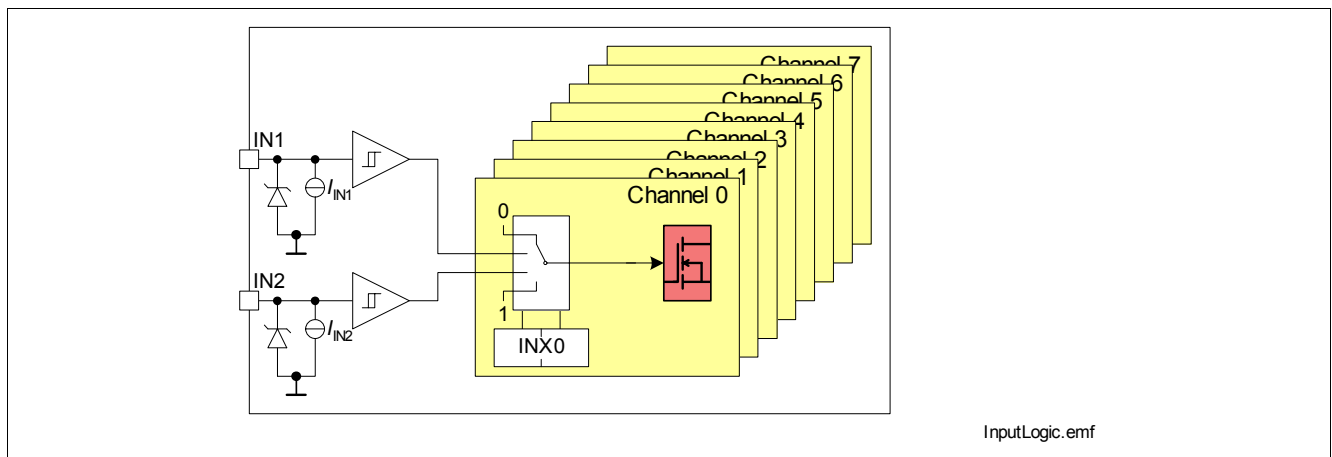 Channel 7
Channel 6
Channel 5
Channel 4
Channel 3
Channel 2
Channel 1
Channel 0
IN1
IIN1
0
IN2
IIN2
1
INX0
InputLogic.emf